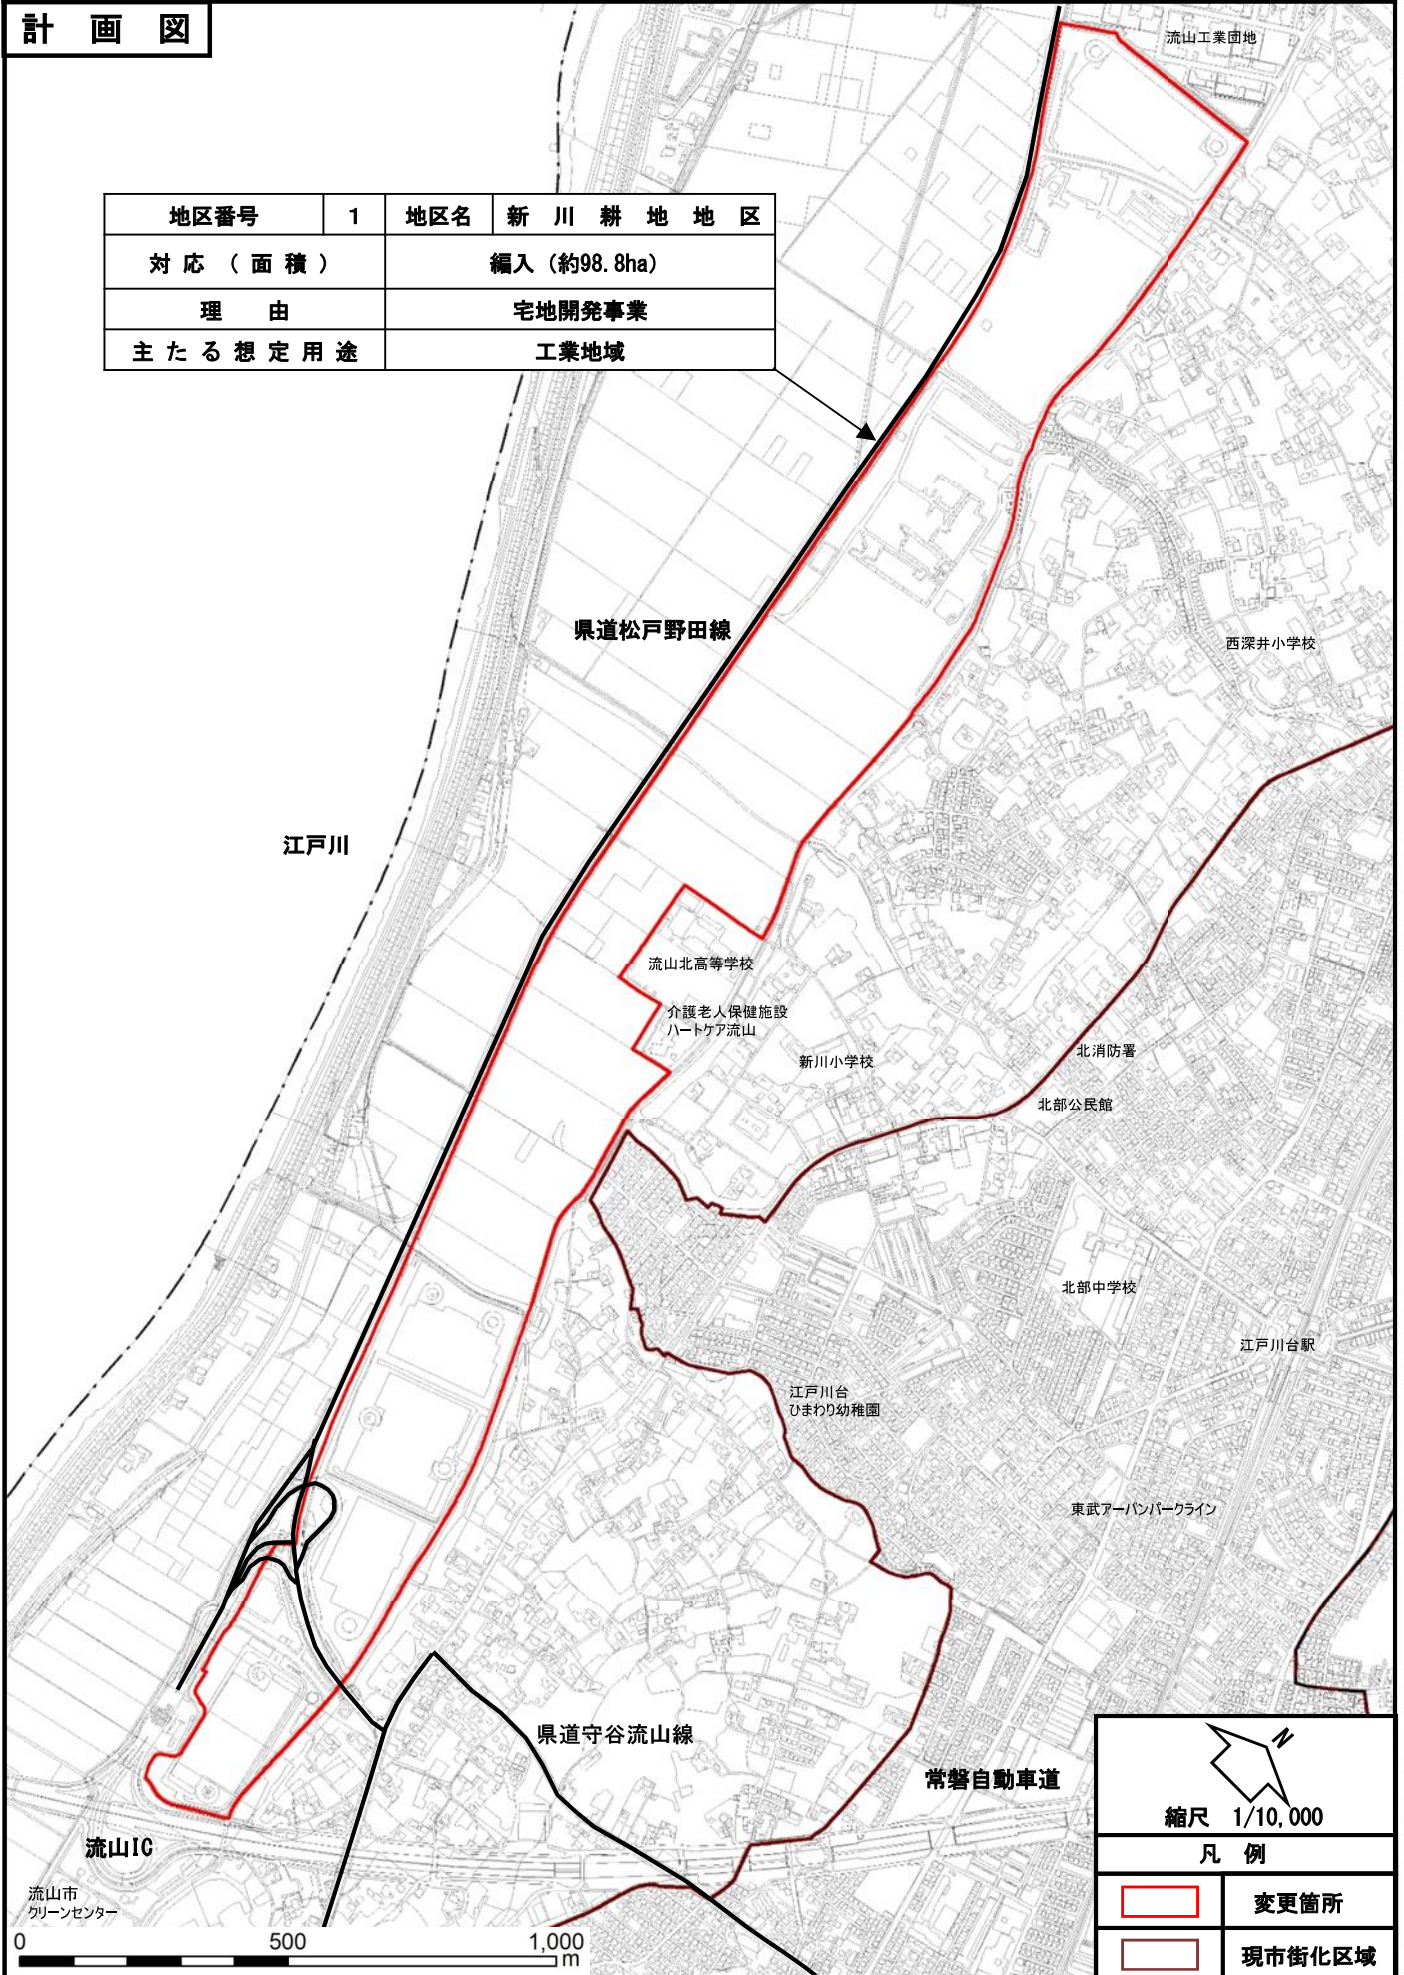 計画図
流山工業団地
地区番号 1 地区名 新川耕地地区
対応（面積） 編入（約98.8ha）
理由 宅地開発事業
主たる想定用途 工業地域
県道松戸野田線
西深井小学校
江戸川
流山北高等学校
介護老人保健施設
ハートケア流山
新川小学校
北消防署
北部公民館
北部中学校
江戸川台駅
江戸川台
ひまわり幼稚園
東武アーバンパークライン
県道守谷流山線
常磐自動車道
流山IC
流山市
クリーンセンター
0 500 1,000
m
N
縮尺 1/10,000
凡例
変更箇所
現市街化区域